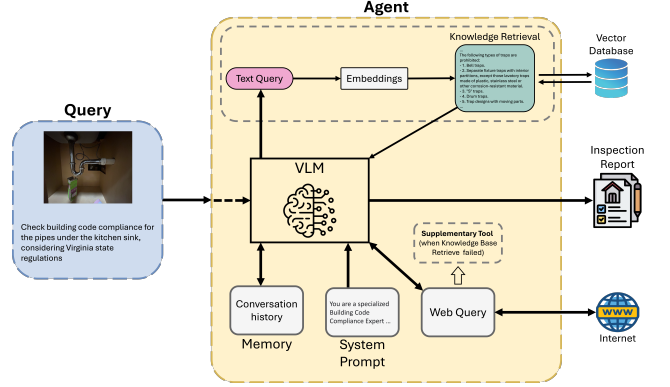 Agent
Knowledge Retrieval
Vector
Database
Text Query
Embeddings
The following types of traps are
prohibited:
- 1. Bell traps.
- 2. Separate fixture traps with interior
partitions, except those lavatory traps
made of plastic, stainless steel or
other corrosion-resistant material.
- 3. "S" traps.
- 4. Drum traps.
- 5. Trap designs with moving parts.
Query
Check building code compliance for
the pipes under the kitchen sink,
considering Virginia state
regulations
VLM
Inspection
Report
Supplementary Tool
(when Knowledge Base
Retrieve failed)
Conversation
history
Memory
You are a specialized
Building Code
Compliance Expert ...
System
Prompt
Web Query
WWW
Internet